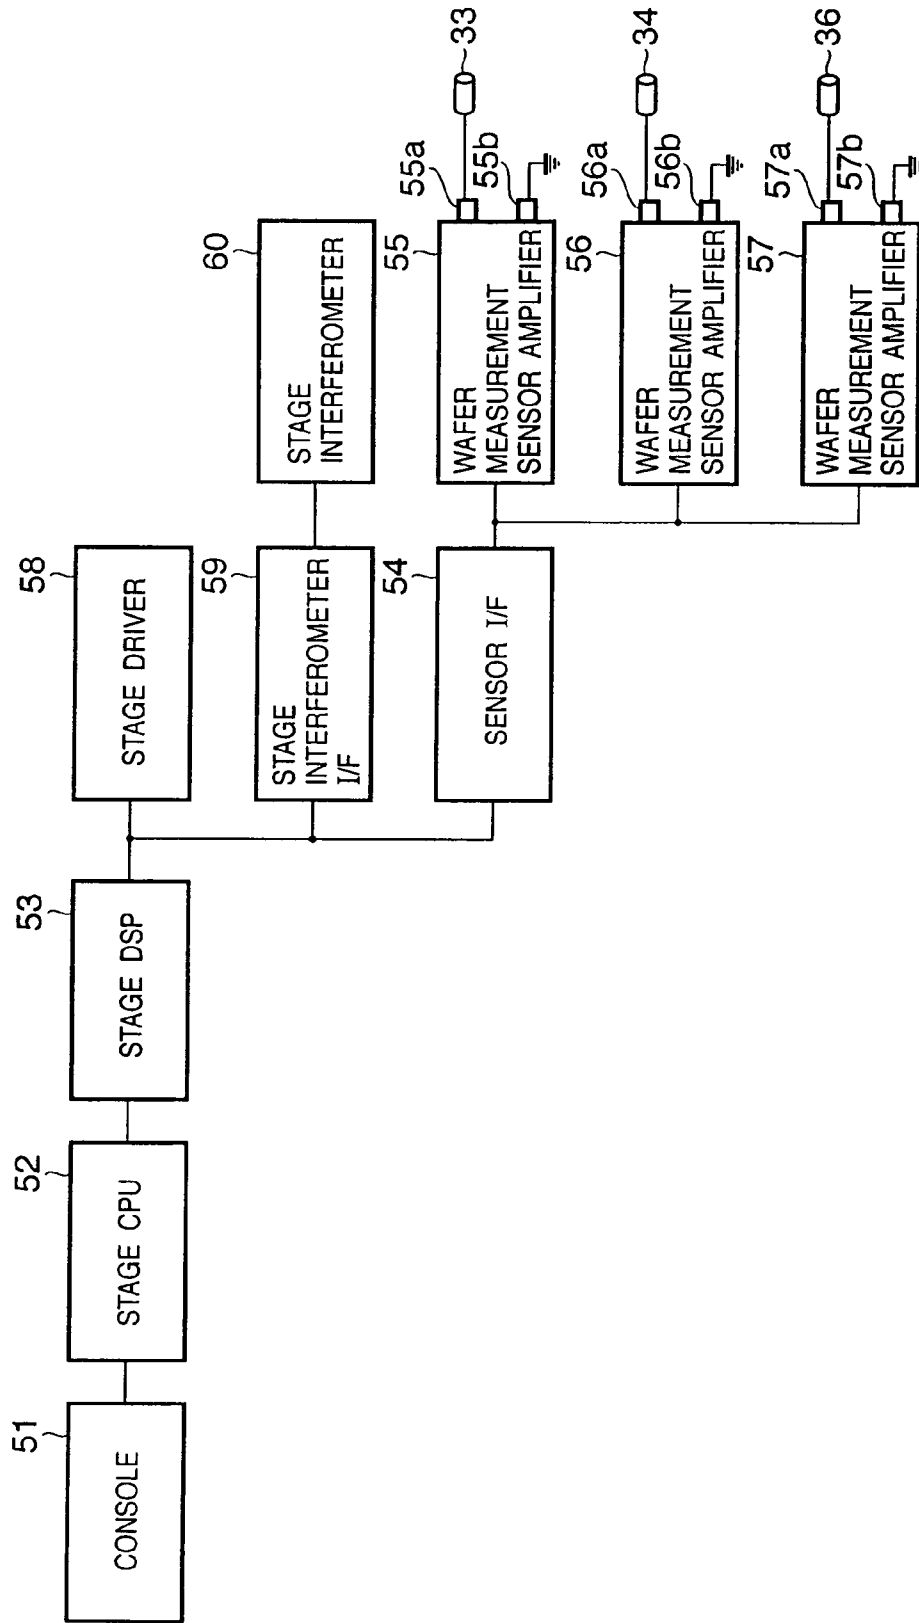 51
CONSOLE
52
STAGE CPU
53
STAGE DSP
58
STAGE DRIVER
59
STAGE
INTERFEROMETER
I/F
60
STAGE
INTERFEROMETER
54
SENSOR I/F
55
WAFER
MEASUREMENT
SENSOR AMPLIFIER
55a
55b
33
56
WAFER
MEASUREMENT
SENSOR AMPLIFIER
56a
56b
34
57
WAFER
MEASUREMENT
SENSOR AMPLIFIER
57a
57b
36